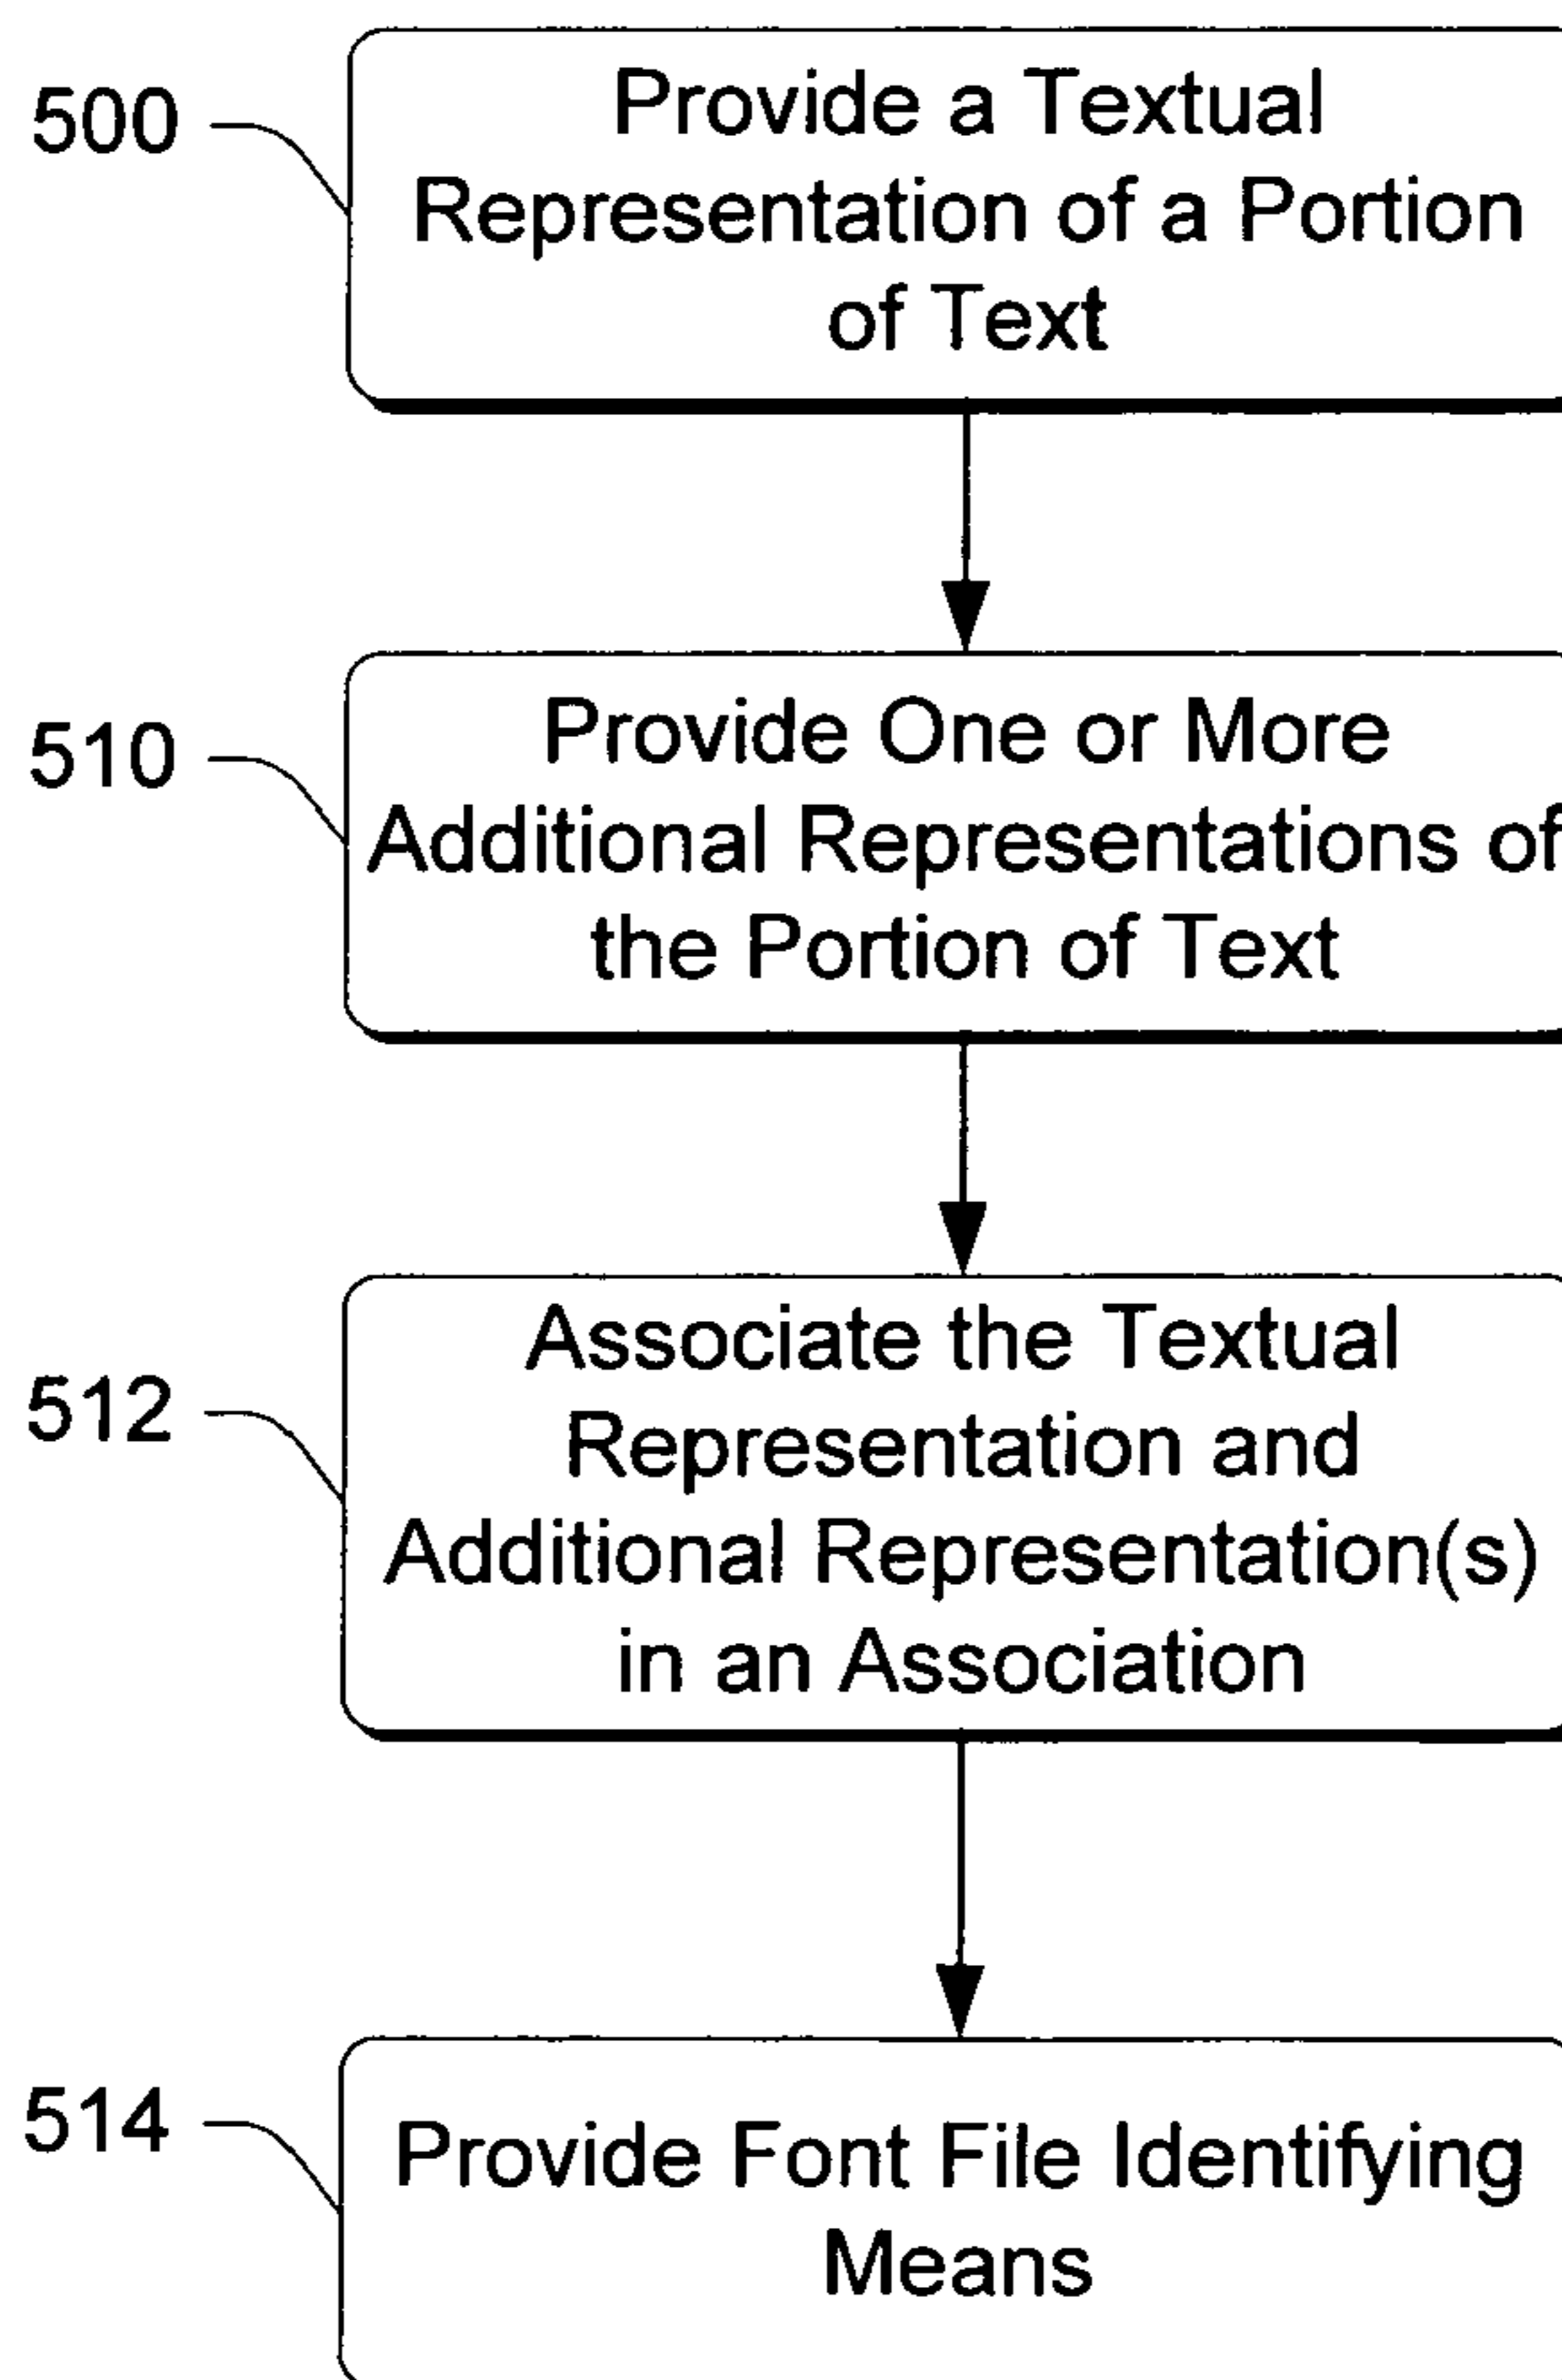 500
Provide a Textual
Representation of a Portion
of Text
510
Provide One or More
Additional Representations of
the Portion of Text
512
Associate the Textual
Representation and
Additional Representation(s)
in an Association
514
Provide Font File Identifying
Means